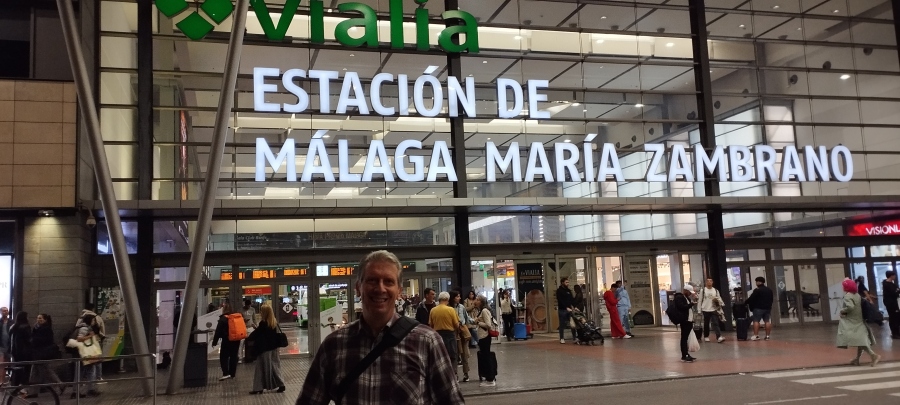 Vialia
ESTACIÓN DE
MÁLAGA MARÍA ZAMBRANO
VISIONL